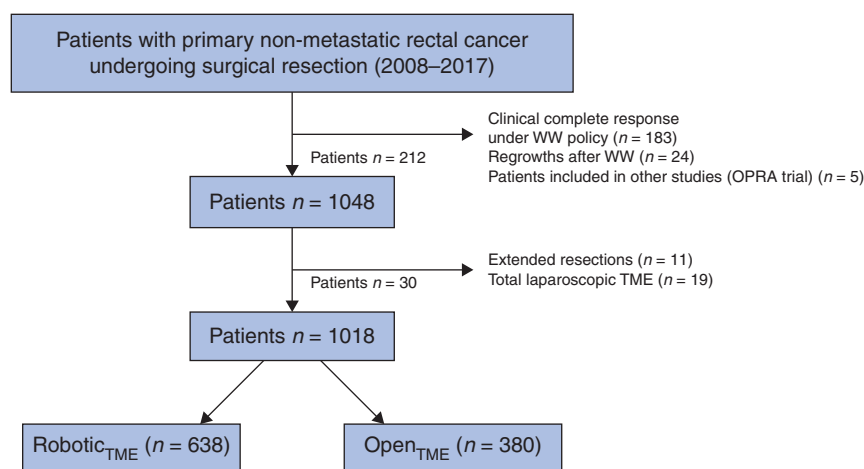 Patients with primary non-metastatic rectal cancer
undergoing surgical resection (2008–2017)
Clinical complete response
under WW policy (n = 183)
Regrowths after WW (n = 24)
Patients included in other studies (OPRA trial) (n = 5)
Patients n = 212
Patients n = 1048
Extended resections (n = 11)
Total laparoscopic TME (n = 19)
Patients n = 30
Patients n = 1018
Robotic_TME (n = 638)
Open_TME (n = 380)